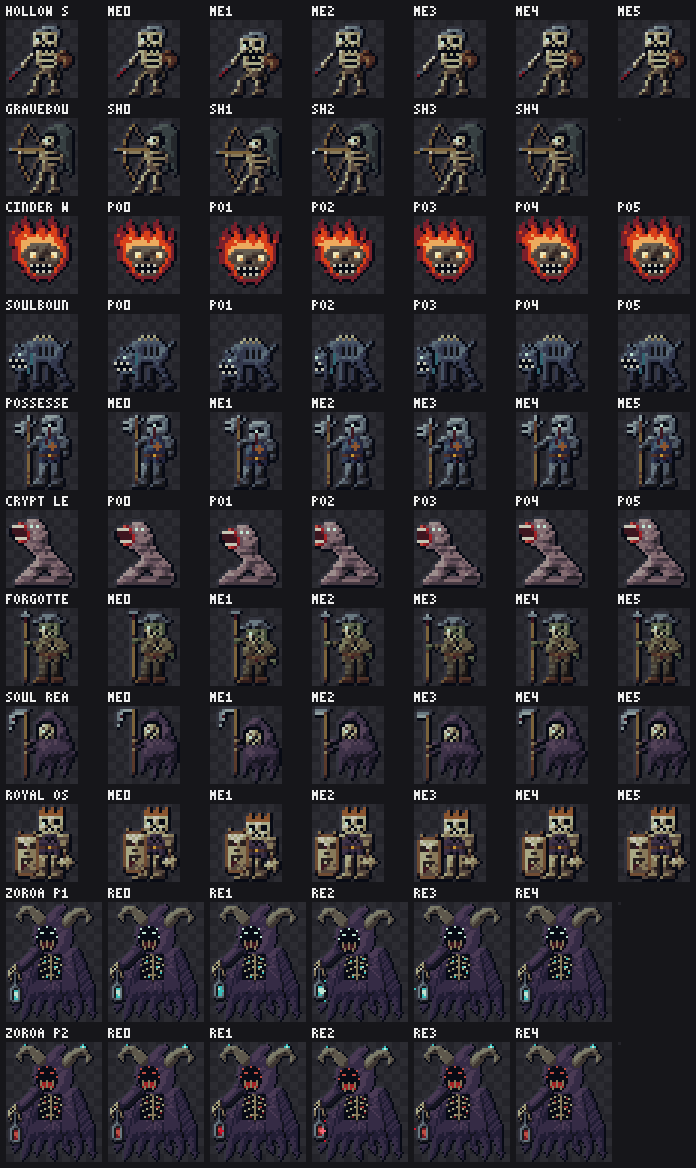 HOLLOW S ME0 ME1 ME2 ME3 ME4 ME5
GRAVEBOU SH0 SH1 SH2 SH3 SH4
CINDER W PO0 PO1 PO2 PO3 PO4 PO5
SOULBOUN PO0 PO1 PO2 PO3 PO4 PO5
POSSESSE ME0 ME1 ME2 ME3 ME4 ME5
CRYPT LE PO0 PO1 PO2 PO3 PO4 PO5
FORGOTTE ME0 ME1 ME2 ME3 ME4 ME5
SOUL REA ME0 ME1 ME2 ME3 ME4 ME5
ROYAL OS ME0 ME1 ME2 ME3 ME4 ME5
ZOROA P1 RE0 RE1 RE2 RE3 RE4
ZOROA P2 RE0 RE1 RE2 RE3 RE4